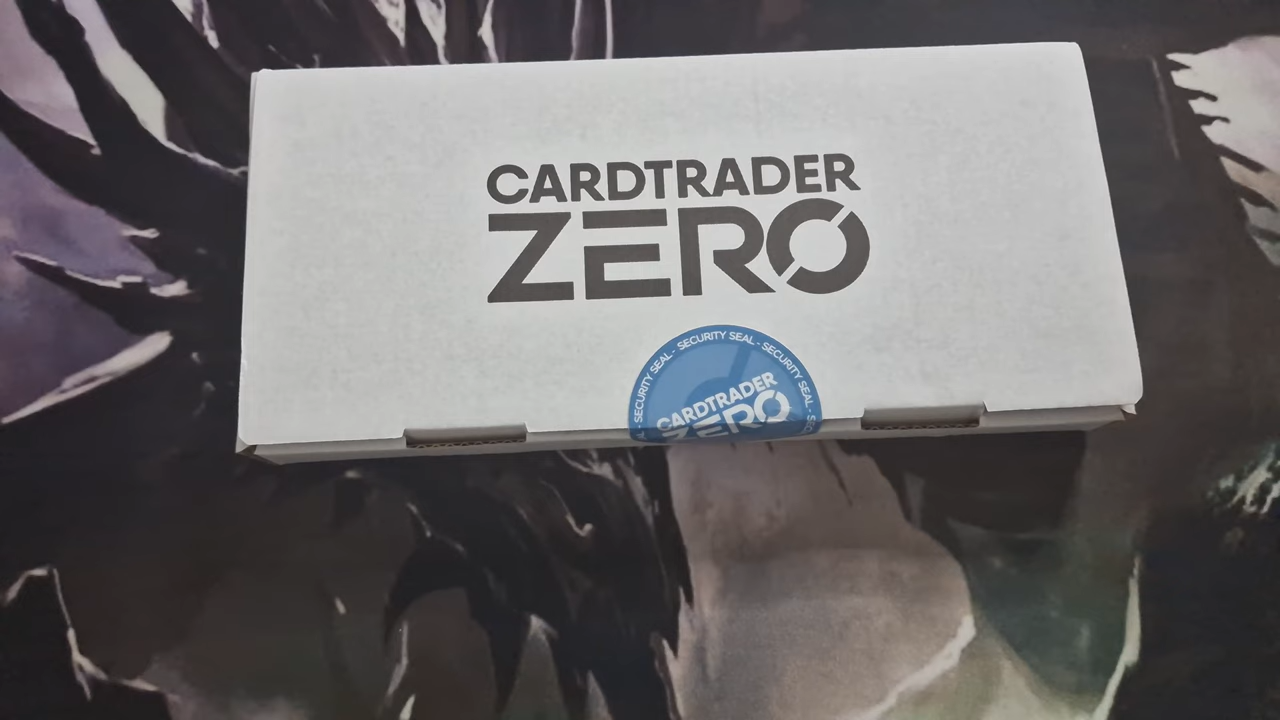 CARDTRADER
ZERO
- SECURITY SEAL - SECURITY SEAL - SECURITY SEAL -
CARDTRADER
ZERO